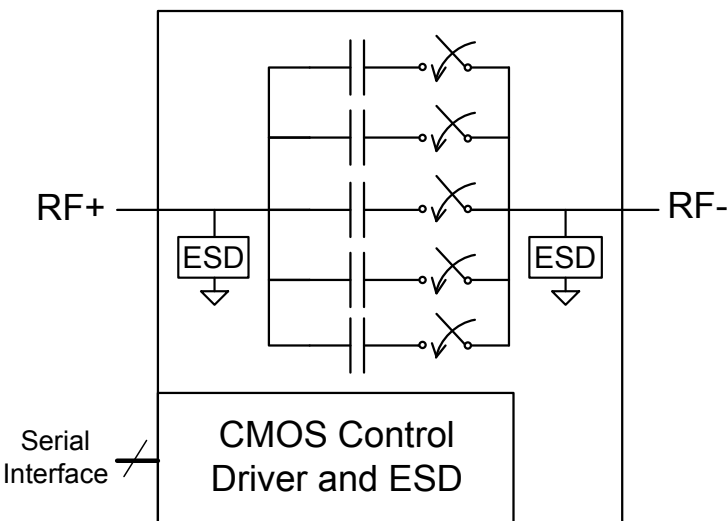 RF+
RF-
ESD
ESD
Serial
Interface
CMOS Control
Driver and ESD